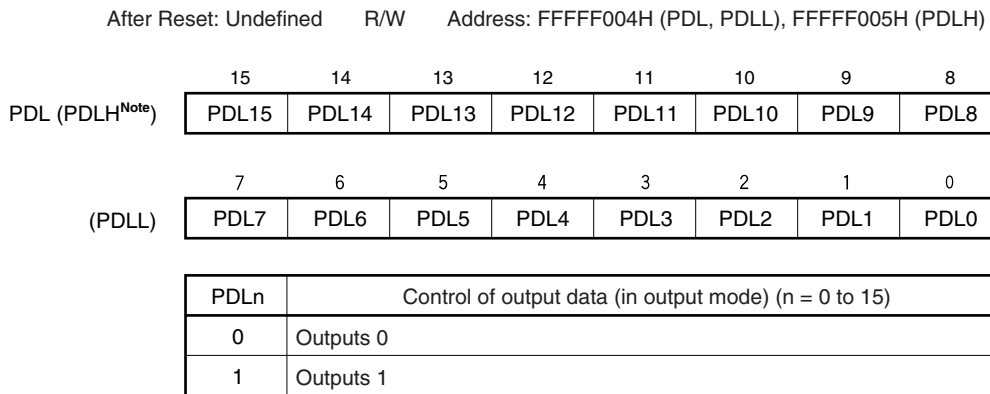 After Reset: Undefined R/W Address: FFFFF004H (PDL, PDLL), FFFFF005H (PDLH)
15 14 13 12 11 10 9 8
PDL (PDLHNote) PDL15 PDL14 PDL13 PDL12 PDL11 PDL10 PDL9 PDL8
7 6 5 4 3 2 1 0
(PDLL) PDL7 PDL6 PDL5 PDL4 PDL3 PDL2 PDL1 PDL0
PDLn Control of output data (in output mode) (n = 0 to 15)
0 Outputs 0
1 Outputs 1